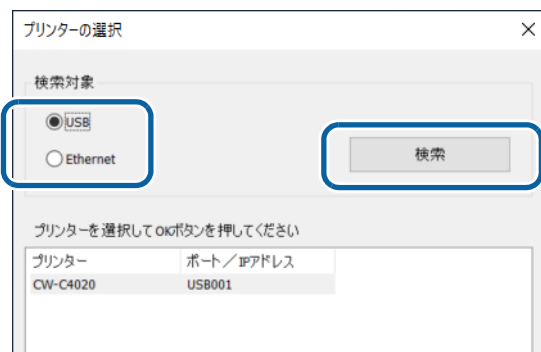 プリンターの選択
検索対象
USB
Ethernet
検索
プリンターを選択してOKボタンを押してください
プリンター ポート／IPアドレス
CW-C4020 USB001